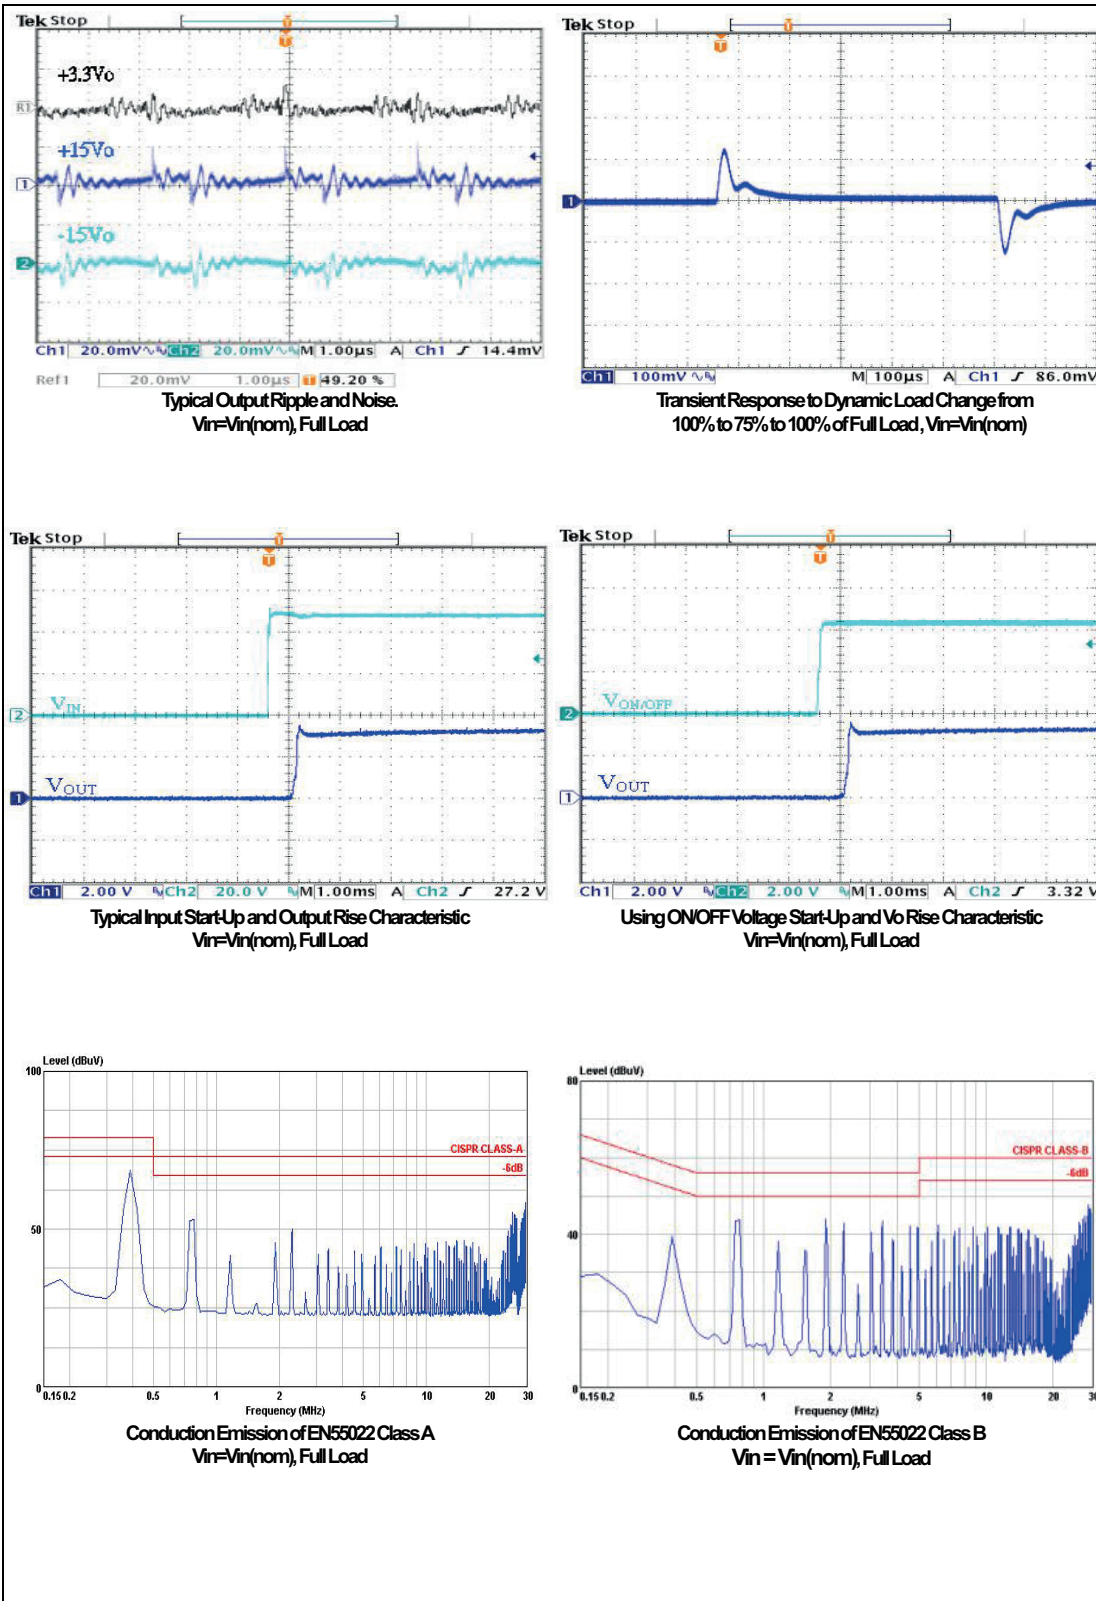 Tek Stop
T
T
+3.3Vo
R1
+15Vo
1
-15Vo
2
Ch1 20.0mV Ch2 20.0mV M 1.00µs A Ch1 14.4mV
Ref1 20.0mV 1.00µs T 49.20 %
Typical Output Ripple and Noise.
Vin=Vin(nom), Full Load
Tek Stop
T
T
1
Ch1 100mV M 100µs A Ch1 86.0mV
Transient Response to Dynamic Load Change from
100% to 75% to 100% of Full Load, Vin=Vin(nom)
Tek Stop
T
T
VIN
2
VOUT
1
Ch1 2.00 V Ch2 20.0 V M 1.00ms A Ch2 27.2 V
Typical Input Start-Up and Output Rise Characteristic
Vin=Vin(nom), Full Load
Tek Stop
T
T
VON/OFF
2
VOUT
1
Ch1 2.00 V Ch2 2.00 V M 1.00ms A Ch2 3.32 V
Using ON/OFF Voltage Start-Up and Vo Rise Characteristic
Vin=Vin(nom), Full Load
Level (dBuV)
100
CISPR CLASS-A
-6dB
50
0
0.15 0.2 0.5 1 2 5 10 20 30
Frequency (MHz)
Conduction Emission of EN55022 Class A
Vin=Vin(nom), Full Load
Level (dBuV)
80
CISPR CLASS-B
-6dB
40
0
0.15 0.2 0.5 1 2 5 10 20 30
Frequency (MHz)
Conduction Emission of EN55022 Class B
Vin = Vin(nom), Full Load